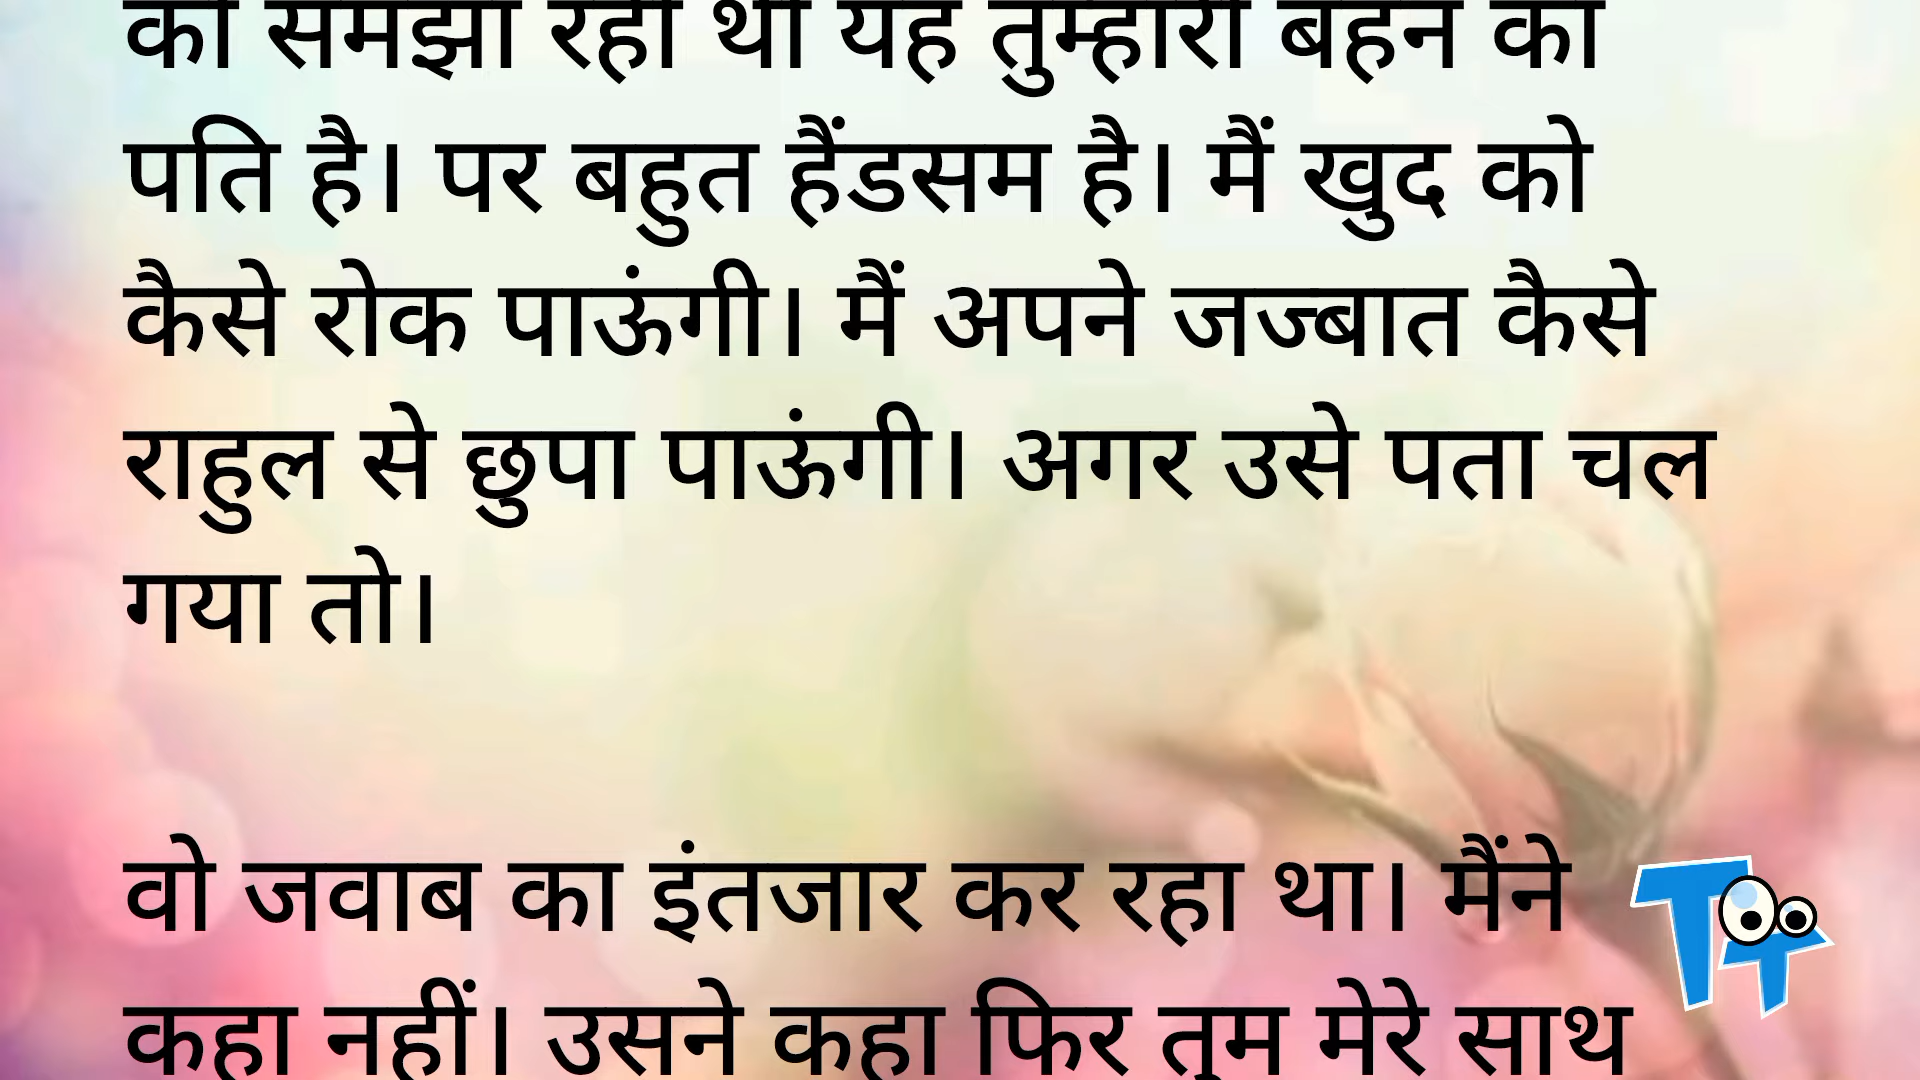 को समझा रही थी यह तुम्हारी बहन का
पति है। पर बहुत हैंडसम है। मैं खुद को
कैसे रोक पाऊंगी। मैं अपने जज्बात कैसे
राहुल से छुपा पाऊंगी। अगर उसे पता चल
गया तो।
वो जवाब का इंतजार कर रहा था। मैंने
कहा नहीं। उसने कहा फिर तुम मेरे साथ
TT